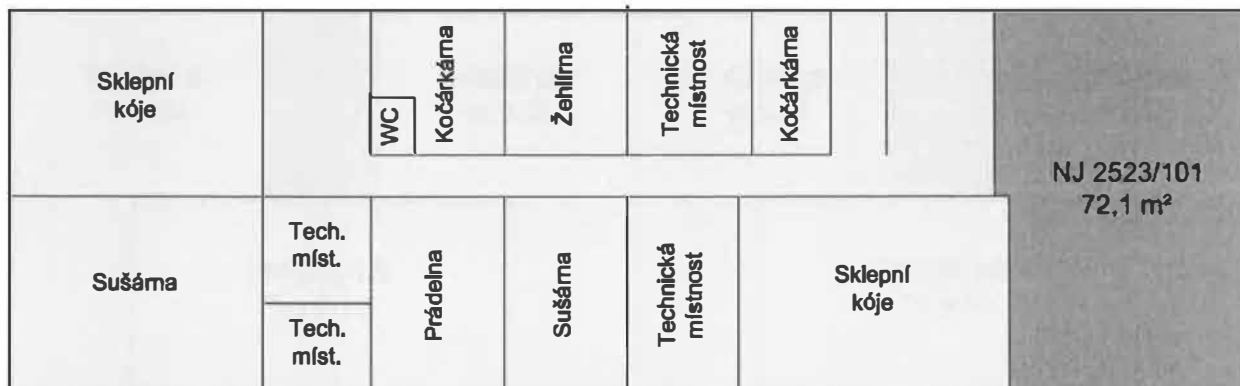 Sklepní
kóje
WC
Kočárkárna
Žehlírna
Technická
místnost
Kočárkárna
NJ 2523/101
72,1 m²
Sušárna
Tech.
míst.
Tech.
míst.
Prádelna
Sušárna
Technická
místnost
Sklepní
kóje